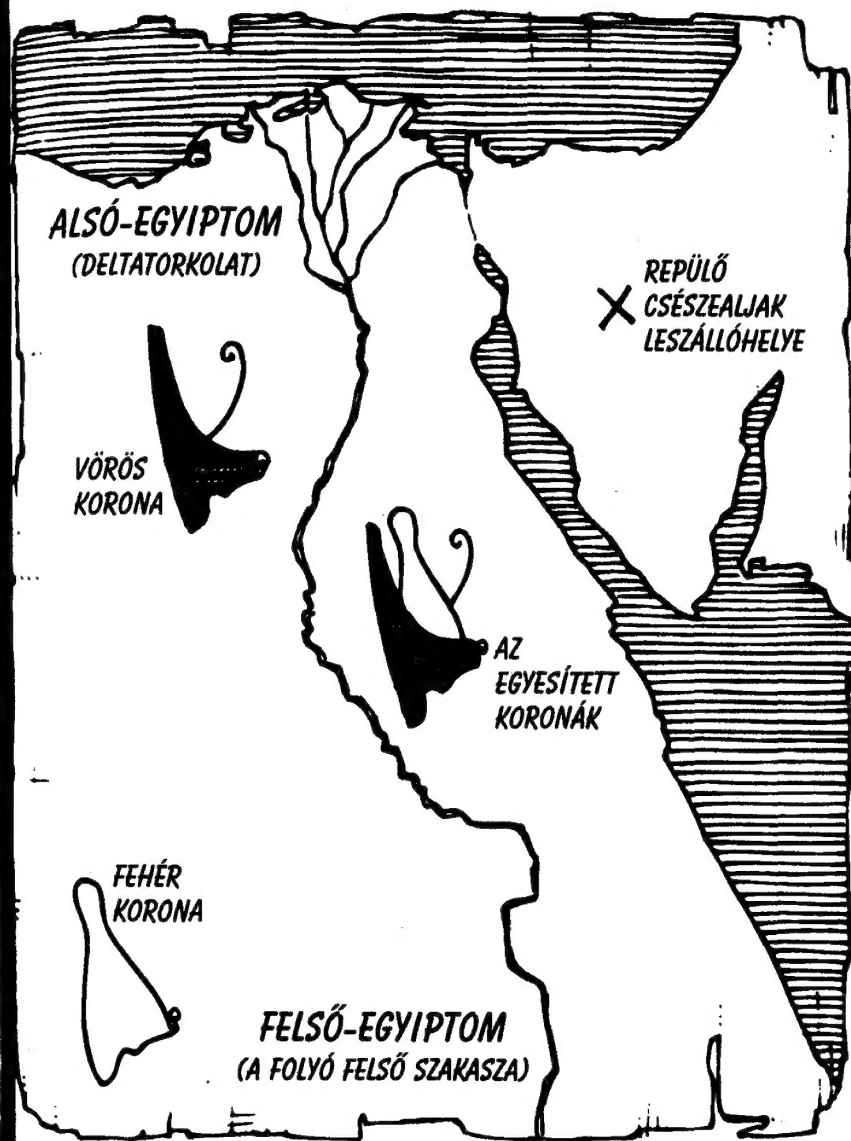 ALSÓ-EGYIPTOM
(DELTATORKOLAT)
REPÜLŐ
CSÉSZEALJAK
LESZÁLLÓHELYE
VÖRÖS
KORONA
AZ
EGYESÍTETT
KORONÁK
FEHÉR
KORONA
FELSŐ-EGYIPTOM
(A FOLYÓ FELSŐ SZAKASZA)